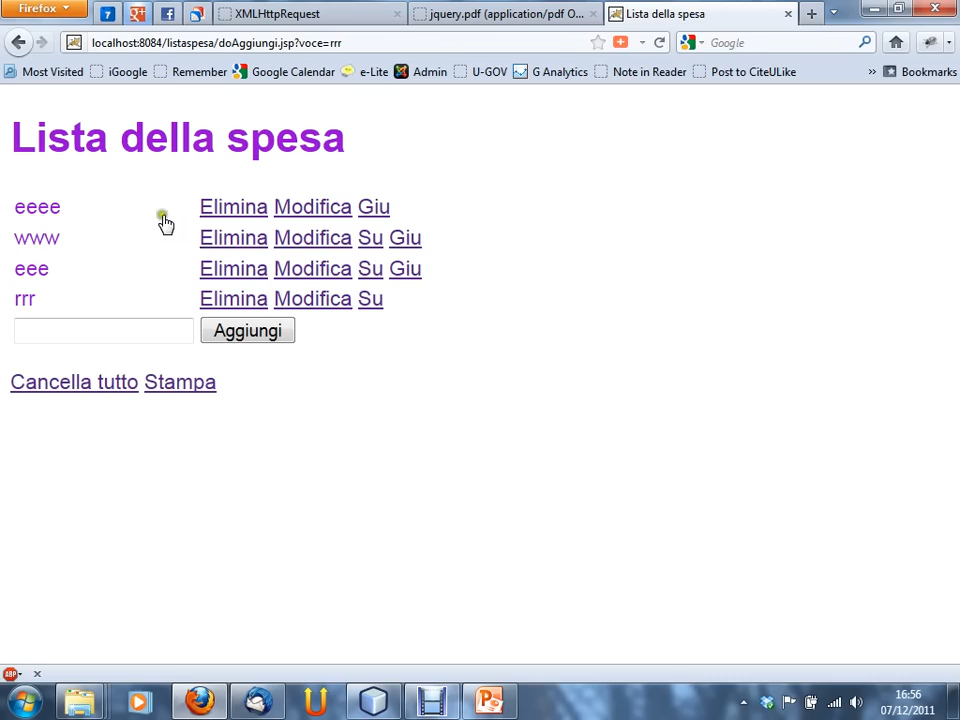 Firefox
7
XMLHttpRequest
jquery.pdf (application/pdf O...
Lista della spesa
localhost:8084/listaspesa/doAggiungi.jsp?voce=rrr
Google
Most Visited
iGoogle
Remember
Google Calendar
e-Lite
Admin
U-GOV
G Analytics
Note in Reader
Post to CiteULike
»
Bookmarks
Lista della spesa
eeee Elimina Modifica Giu
www Elimina Modifica Su Giu
eee Elimina Modifica Su Giu
rrr Elimina Modifica Su
Aggiungi
Cancella tutto Stampa
ABP
16:56
07/12/2011